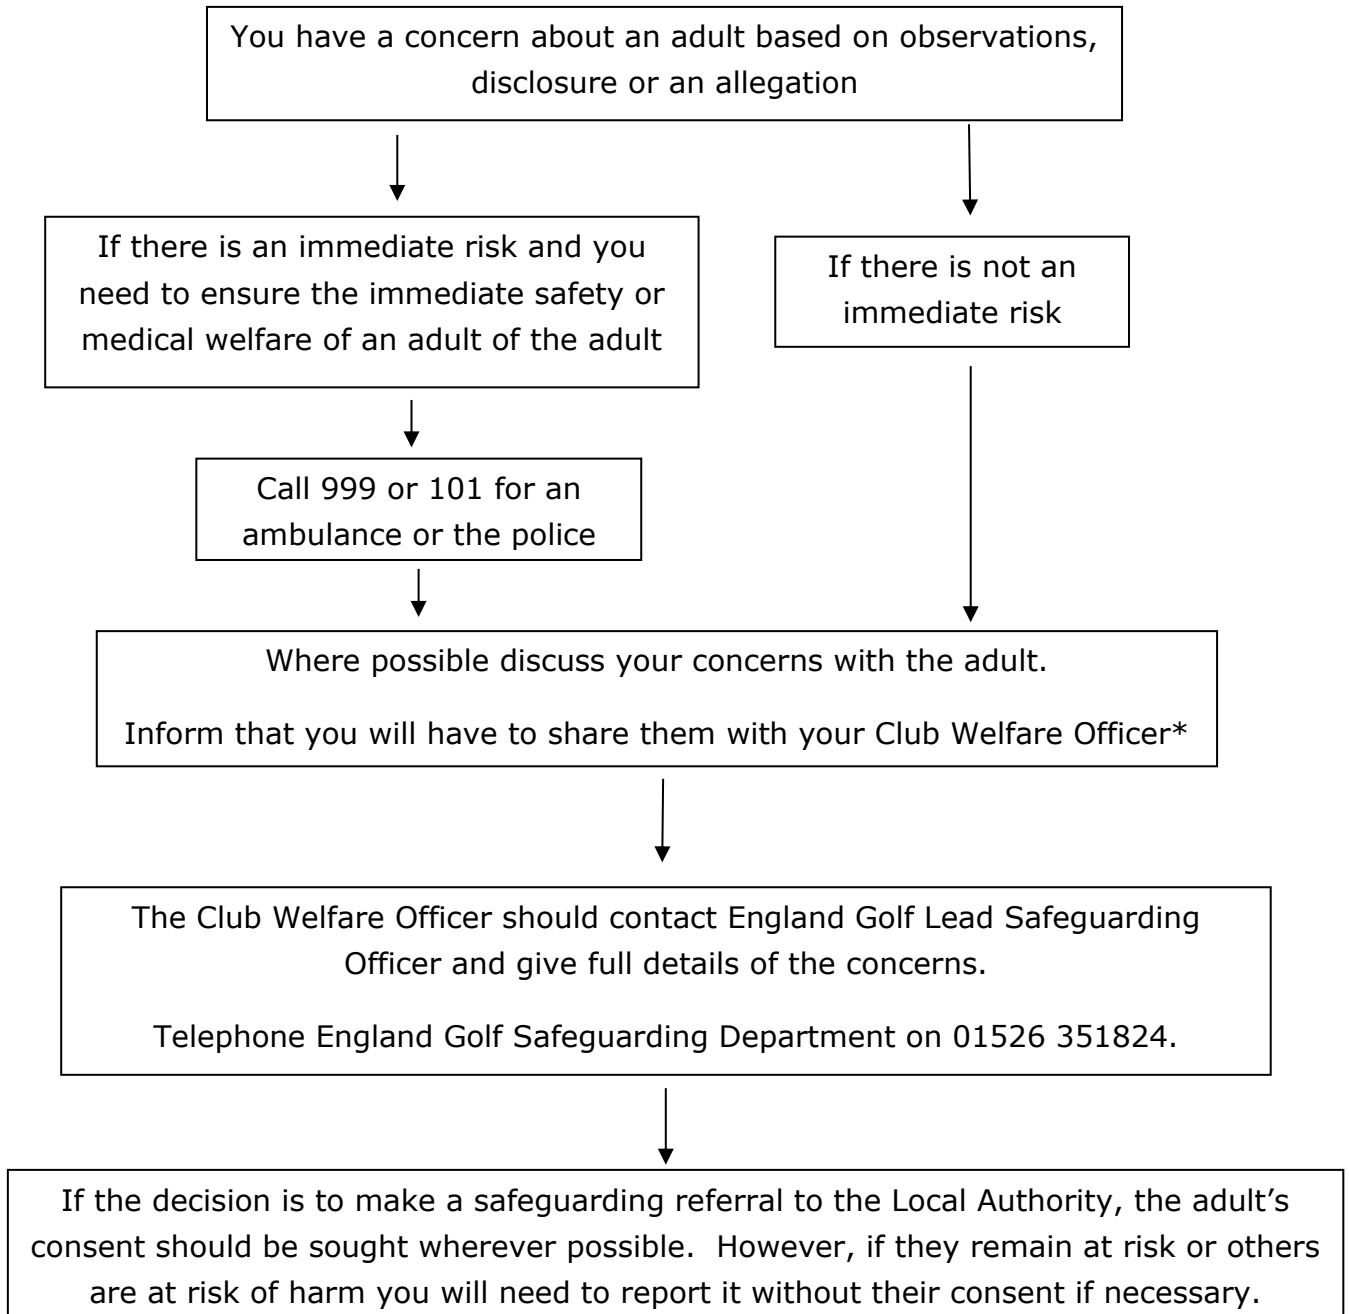 You have a concern about an adult based on observations,
disclosure or an allegation
If there is an immediate risk and you
need to ensure the immediate safety or
medical welfare of an adult of the adult
If there is not an
immediate risk
Call 999 or 101 for an
ambulance or the police
Where possible discuss your concerns with the adult.
Inform that you will have to share them with your Club Welfare Officer*
The Club Welfare Officer should contact England Golf Lead Safeguarding
Officer and give full details of the concerns.
Telephone England Golf Safeguarding Department on 01526 351824.
If the decision is to make a safeguarding referral to the Local Authority, the adult’s
consent should be sought wherever possible.  However, if they remain at risk or others
are at risk of harm you will need to report it without their consent if necessary.